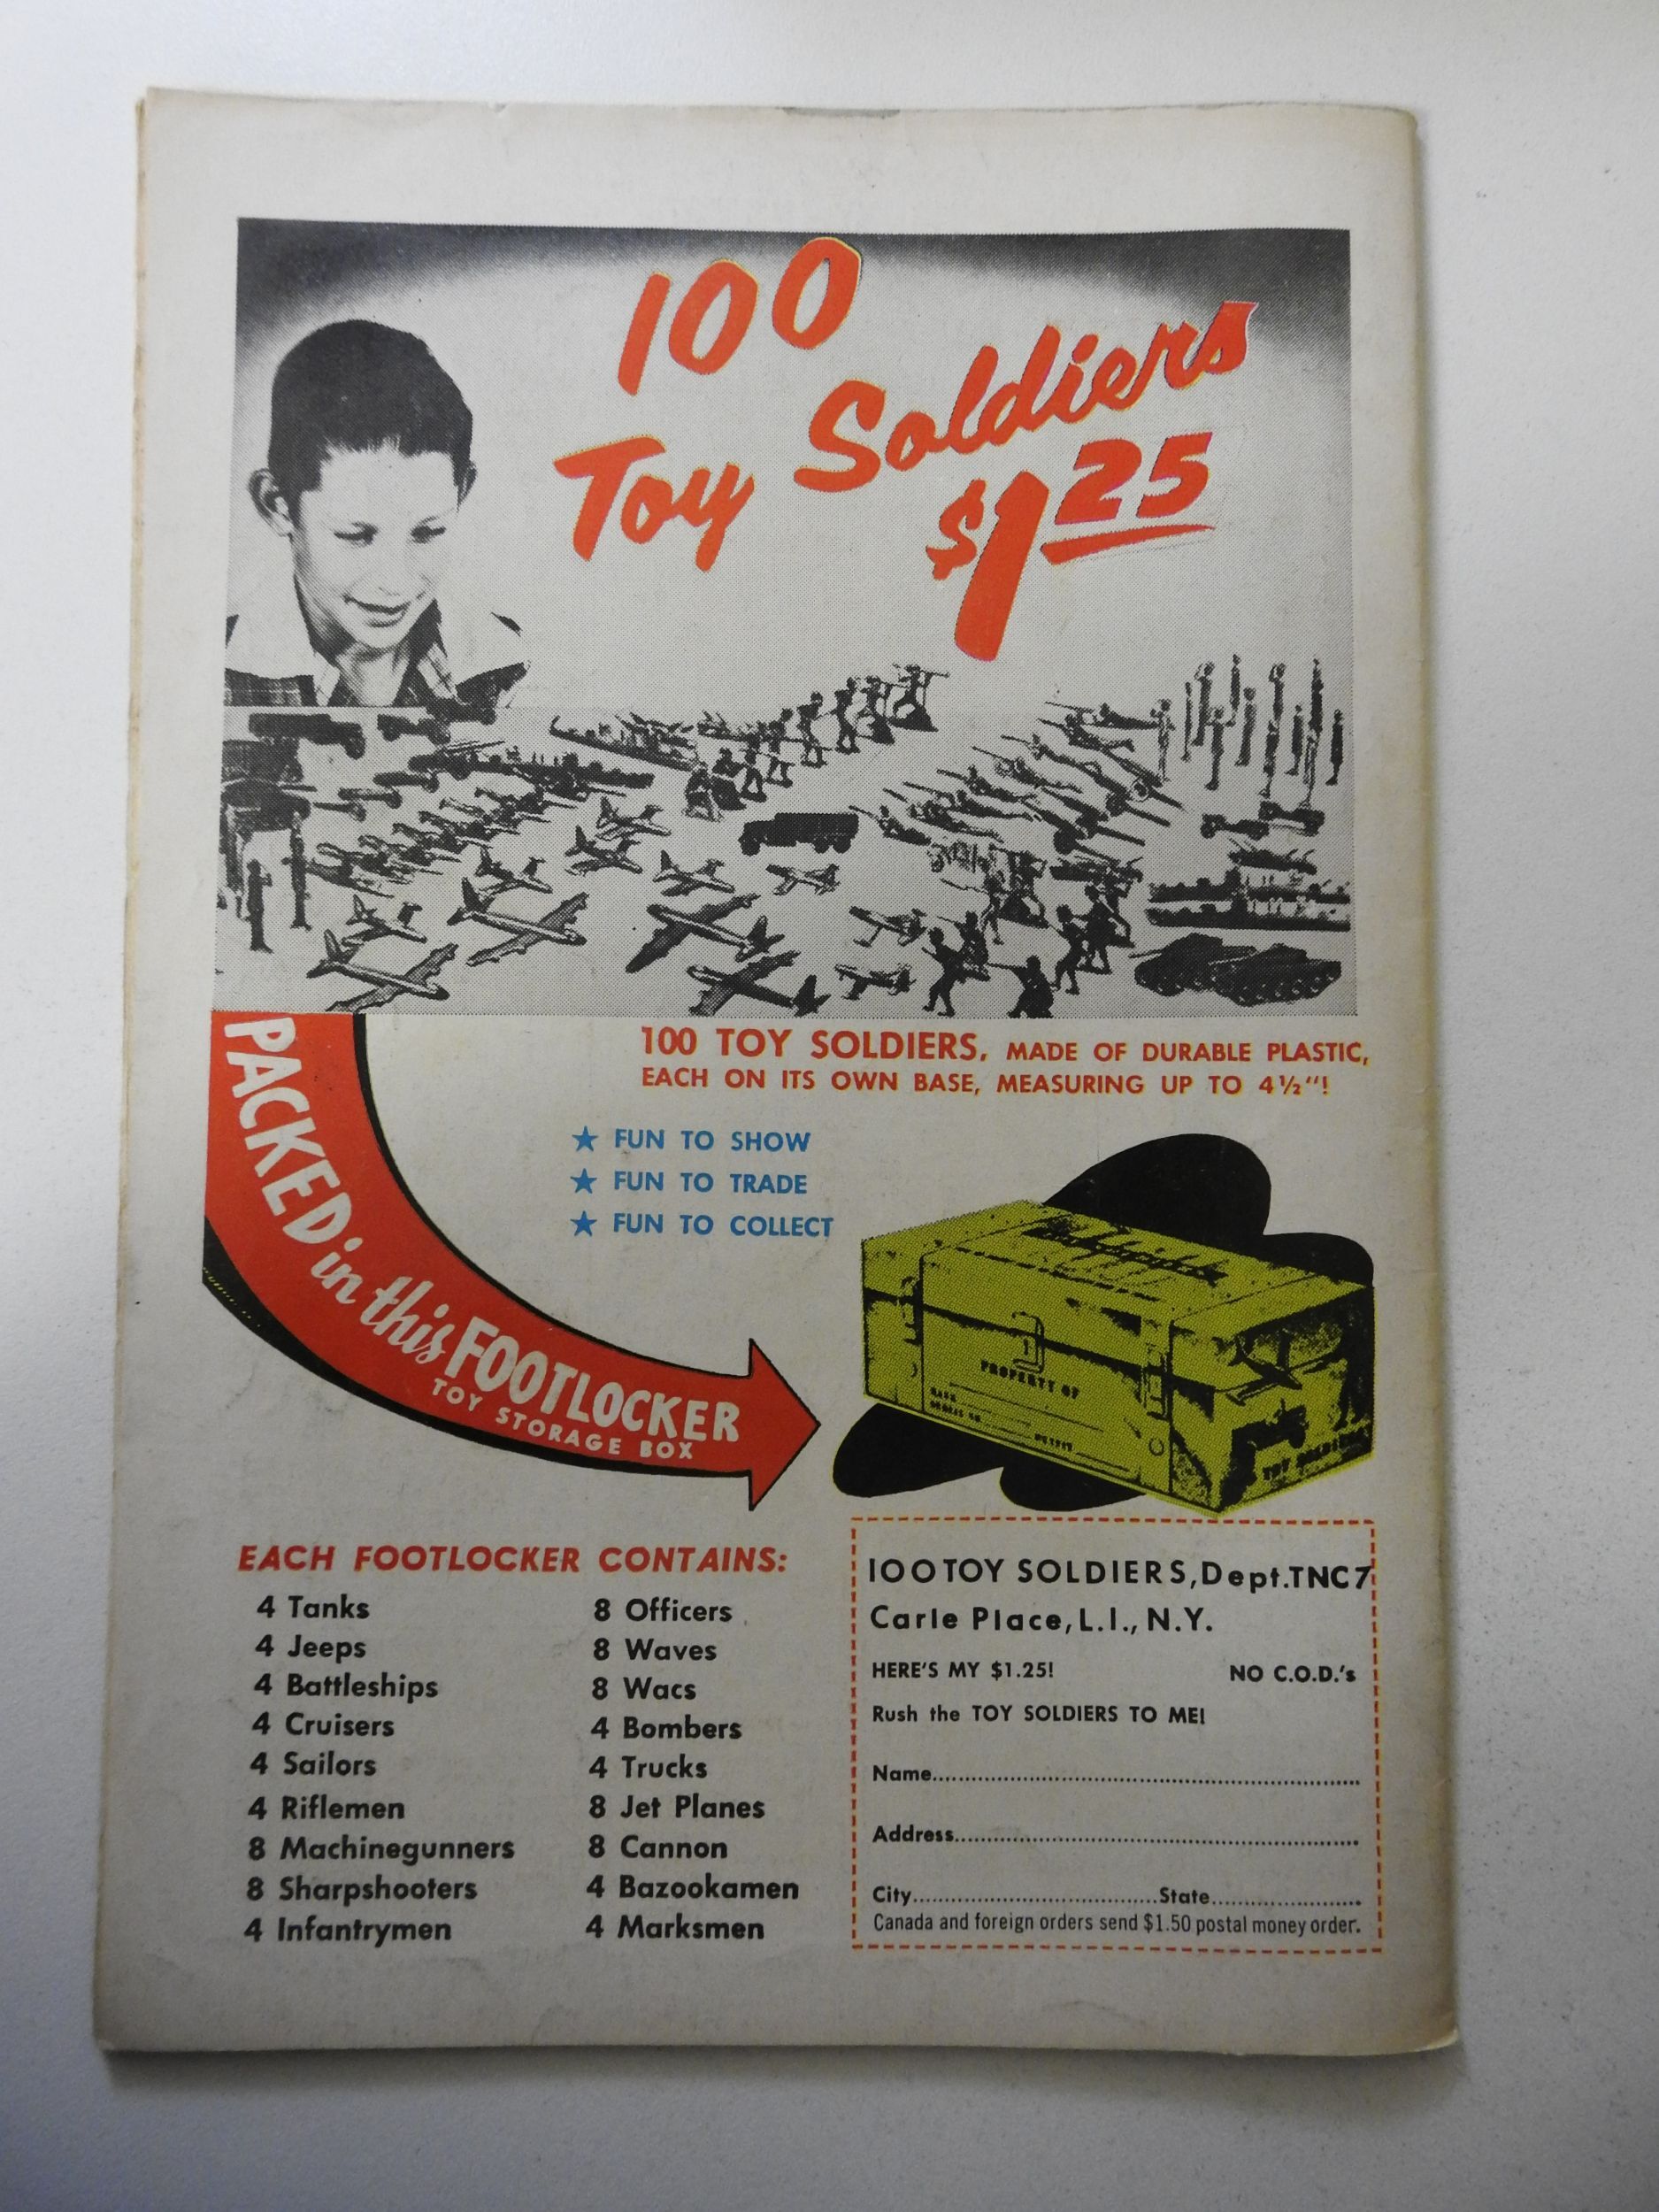 100
Toy Soldiers
$1 25
100 TOY SOLDIERS, MADE OF DURABLE PLASTIC,
EACH ON ITS OWN BASE, MEASURING UP TO 4½"!
★ FUN TO SHOW
★ FUN TO TRADE
★ FUN TO COLLECT
PACKED in this FOOTLOCKER
TOY STORAGE BOX
PROPERTY OF
TOY SOLDIERS
EACH FOOTLOCKER CONTAINS:
4 Tanks
4 Jeeps
4 Battleships
4 Cruisers
4 Sailors
4 Riflemen
8 Machinegunners
8 Sharpshooters
4 Infantrymen
8 Officers
8 Waves
8 Wacs
4 Bombers
4 Trucks
8 Jet Planes
8 Cannon
4 Bazookamen
4 Marksmen
100 TOY SOLDIERS, Dept. TNC7
Carle Place, L.I., N.Y.
HERE'S MY $1.25! NO C.O.D.'s
Rush the TOY SOLDIERS TO ME!
Name
Address
City State
Canada and foreign orders send $1.50 postal money order.